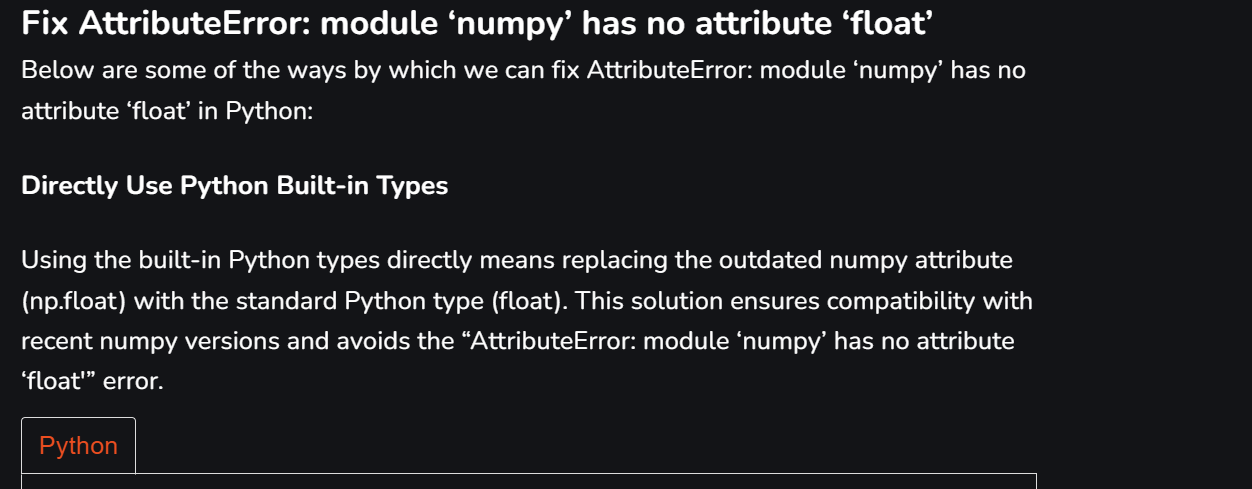 Fix AttributeError: module ‘numpy’ has no attribute ‘float’
Below are some of the ways by which we can fix AttributeError: module ‘numpy’ has no
attribute ‘float’ in Python:
Directly Use Python Built-in Types
Using the built-in Python types directly means replacing the outdated numpy attribute
(np.float) with the standard Python type (float). This solution ensures compatibility with
recent numpy versions and avoids the “AttributeError: module ‘numpy’ has no attribute
‘float'” error.
Python